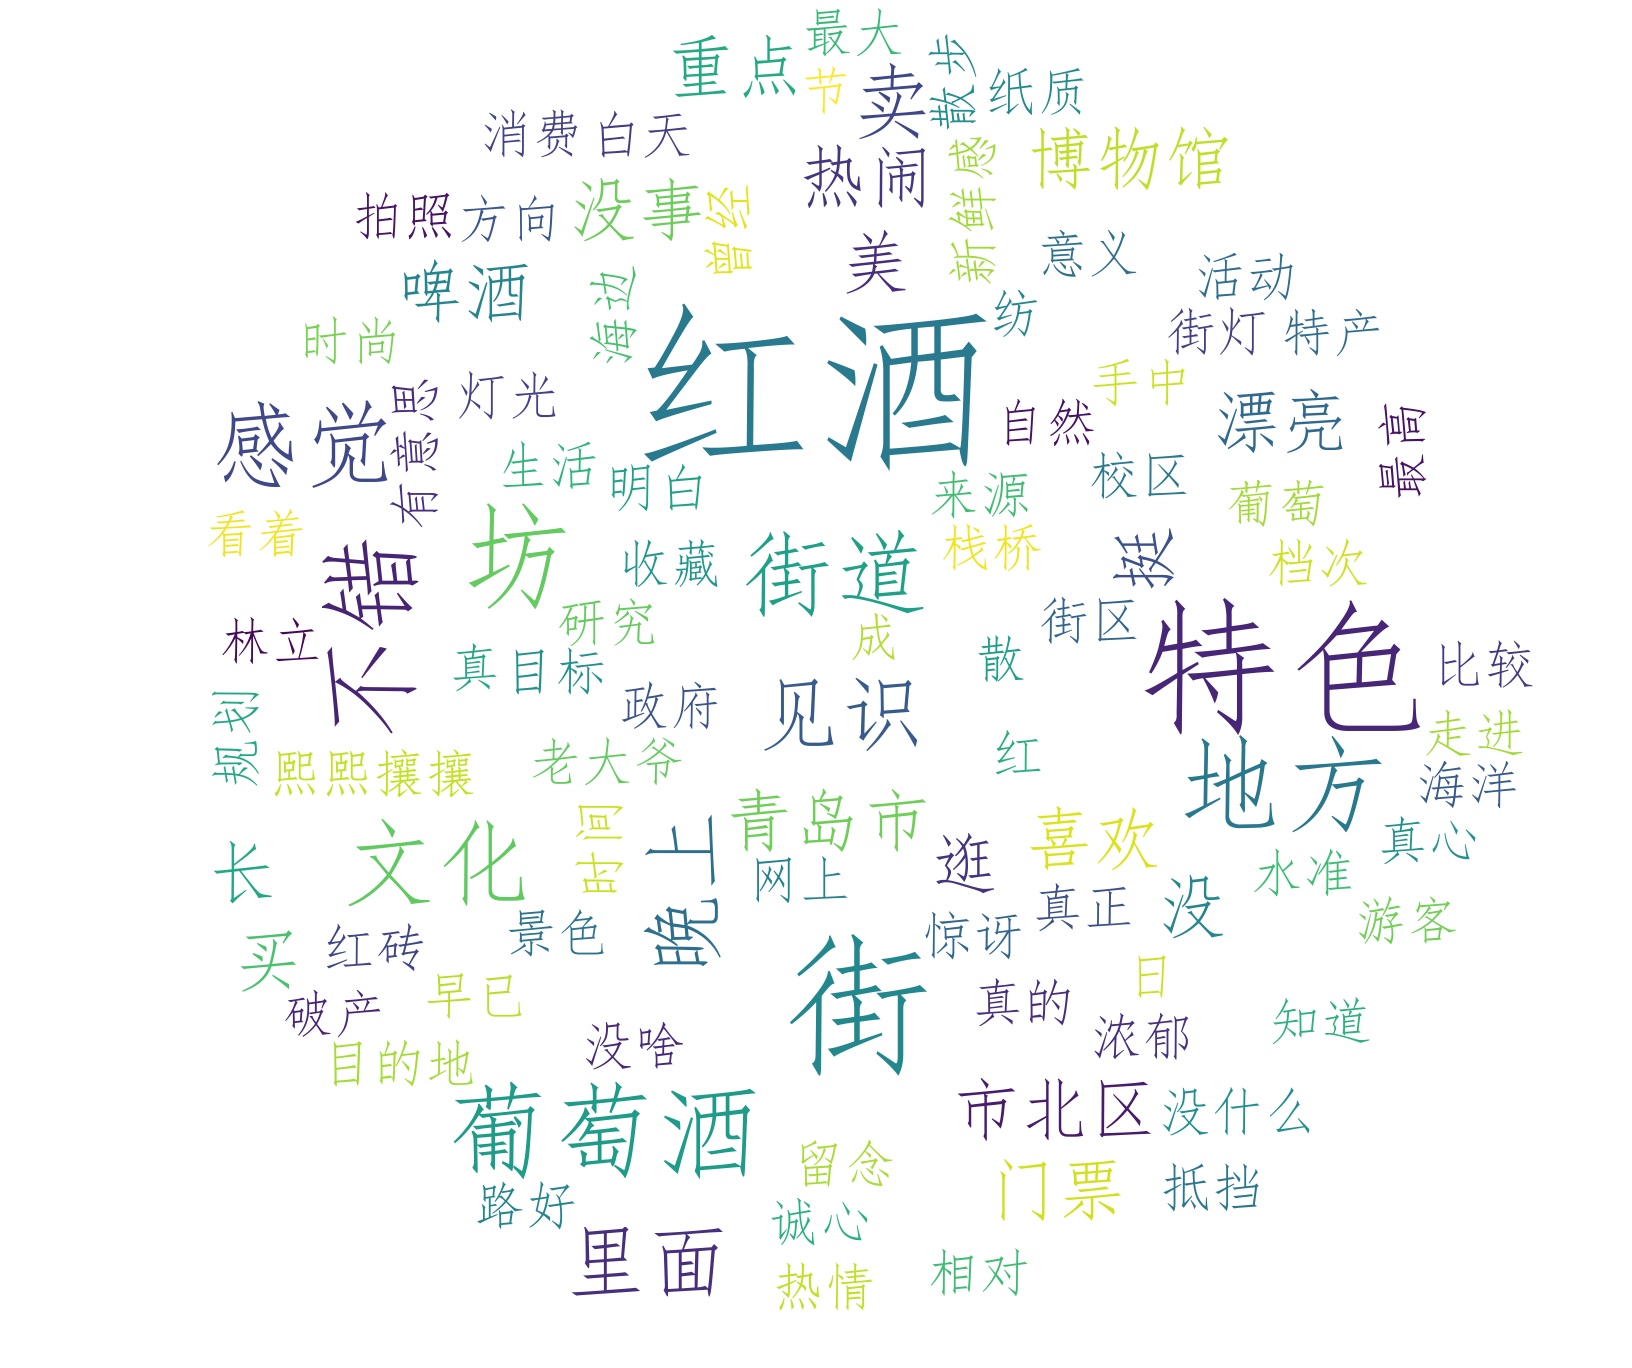 最大
重点
节
卖
散步
纸质
消费
白天
热闹
新鲜感
博物馆
拍照
方向
没事
曾经
美
意义
啤酒
海边
活动
时尚
红酒
纺
街灯
特产
感觉
有意思
灯光
手中
自然
漂亮
最高
生活
明白
来源
校区
葡萄
看着
不错
坊
收藏
街道
栈桥
挺
档次
林立
研究
成
街区
特色
真
目标
散
比较
规划
政府
见识
熙熙攘攘
老大爷
红
地方
走进
海洋
长
文化
时间
晚上
青岛市
网上
逛
喜欢
真心
水准
买
红砖
景色
惊讶
真正
没
游客
破产
早已
街
日
目的地
没啥
真的
浓郁
知道
葡萄酒
市北区
没什么
路好
留念
门票
抵挡
里面
诚心
热情
相对